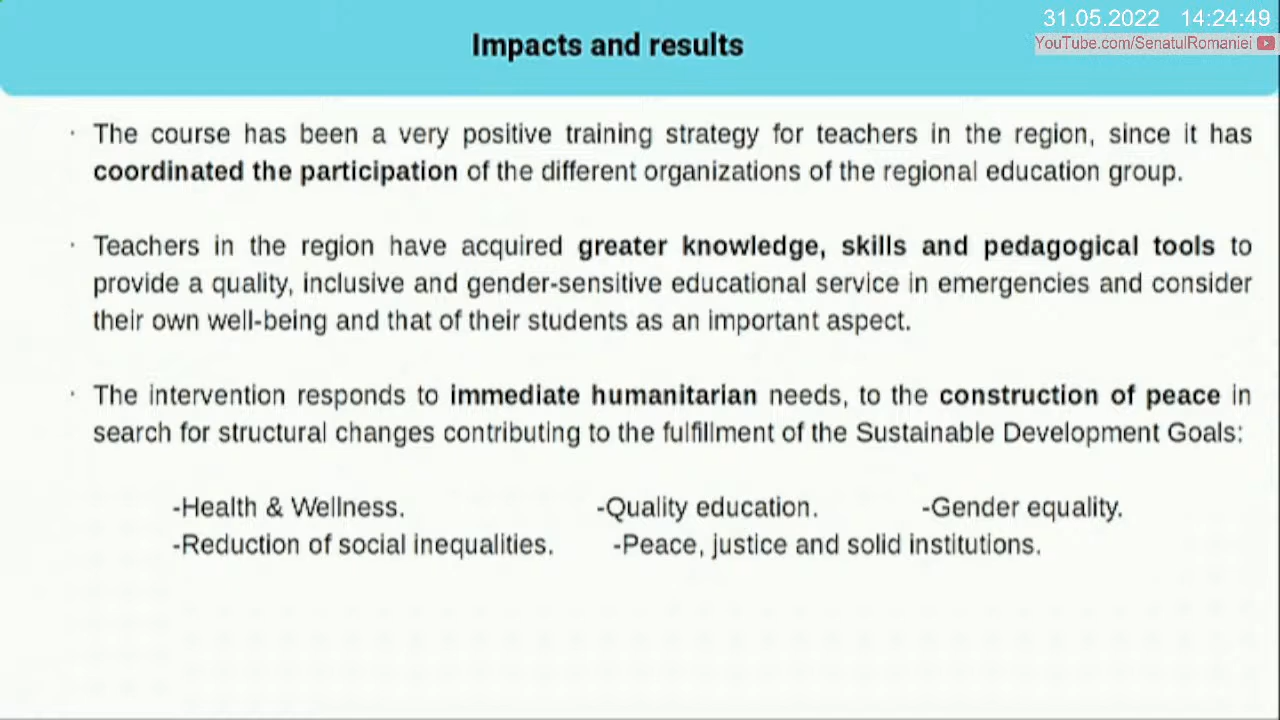 31.05.2022 14:24:49
YouTube.com/SenatulRomaniei
Impacts and results
· The course has been a very positive training strategy for teachers in the region, since it has
coordinated the participation of the different organizations of the regional education group.
· Teachers in the region have acquired greater knowledge, skills and pedagogical tools to
provide a quality, inclusive and gender-sensitive educational service in emergencies and consider
their own well-being and that of their students as an important aspect.
· The intervention responds to immediate humanitarian needs, to the construction of peace in
search for structural changes contributing to the fulfillment of the Sustainable Development Goals:
-Health & Wellness. -Quality education. -Gender equality.
-Reduction of social inequalities. -Peace, justice and solid institutions.